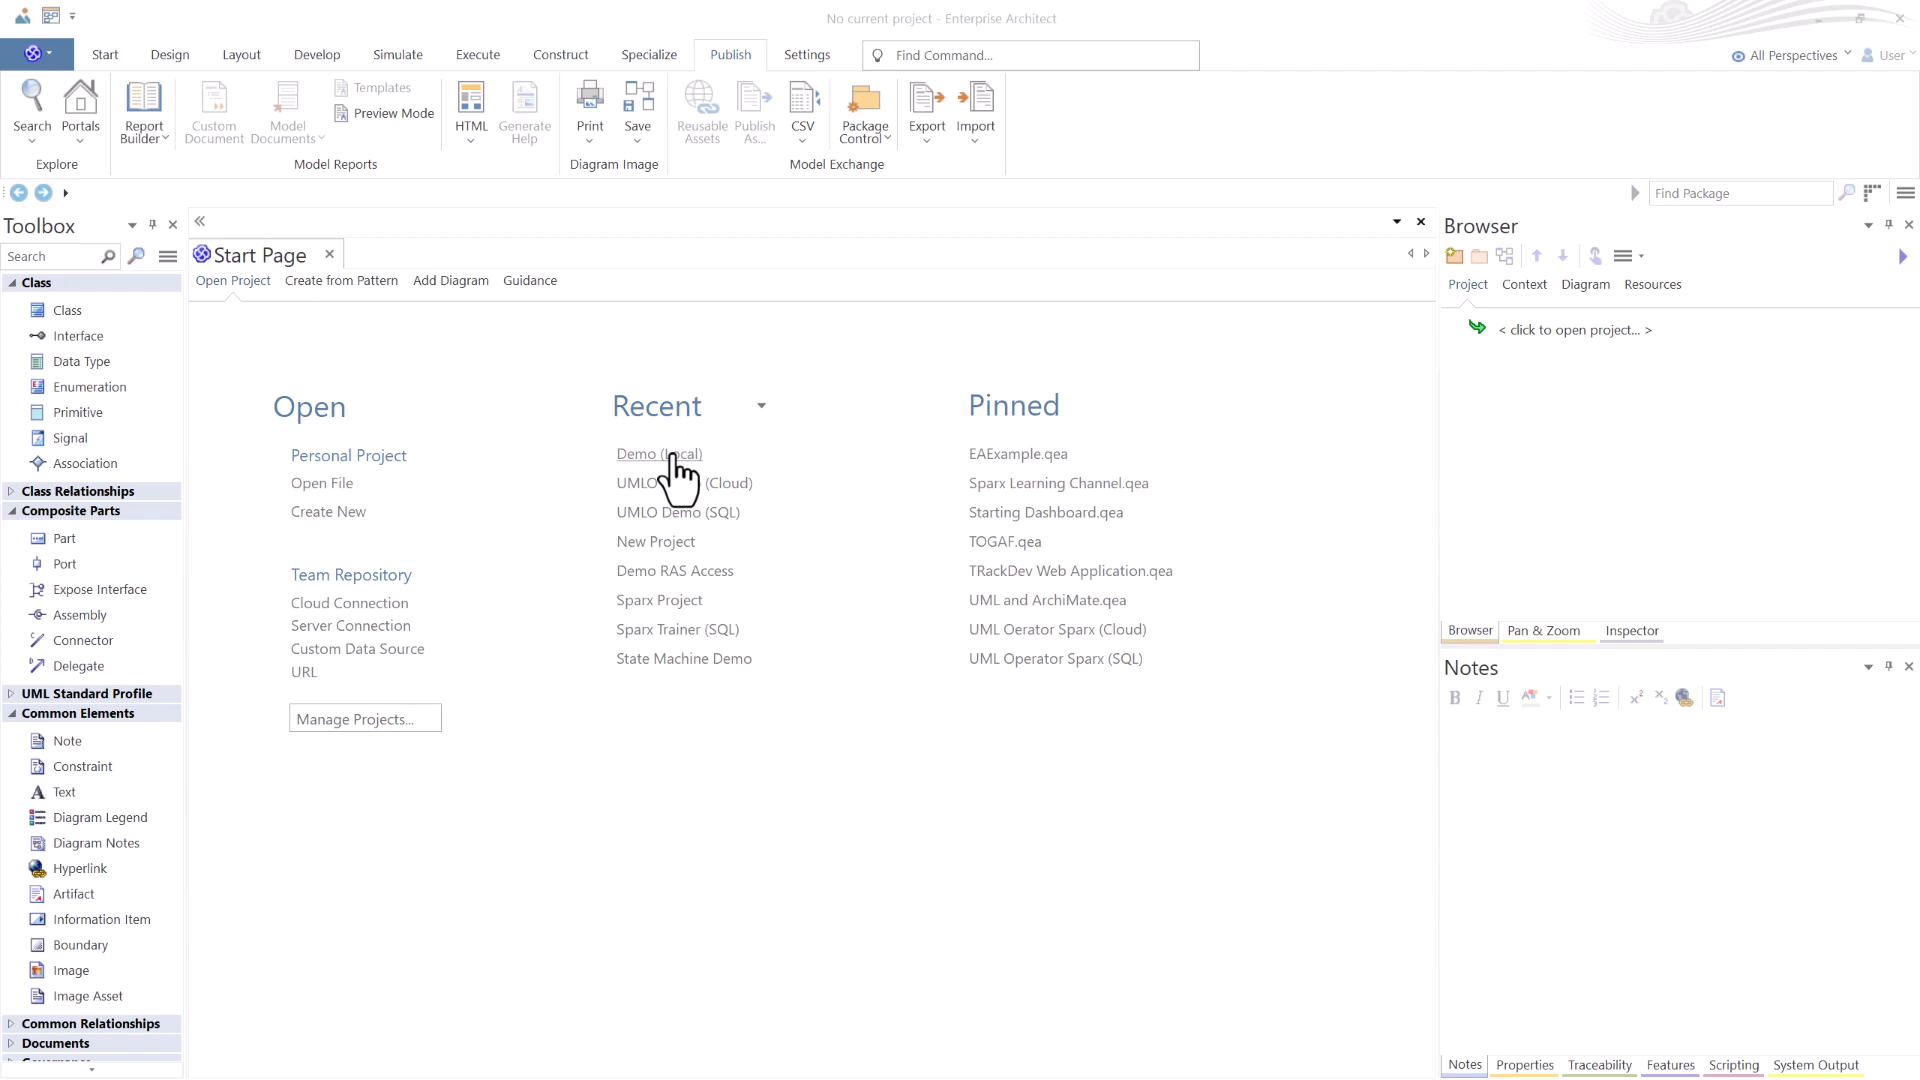 No current project - Enterprise Architect
Start Design Layout Develop Simulate Execute Construct Specialize Publish Settings Find Command... All Perspectives User
Search Portals
Explore
Report Builder
Custom Document
Model Documents
Templates
Preview Mode
HTML
Generate Help
Model Reports
Print Save
Diagram Image
Reusable Assets
Publish As...
CSV
Package Control
Export Import
Model Exchange
Find Package
Toolbox
Search
Class
Class
Interface
Data Type
Enumeration
Primitive
Signal
Association
Class Relationships
Composite Parts
Part
Port
Expose Interface
Assembly
Connector
Delegate
UML Standard Profile
Common Elements
Note
Constraint
Text
Diagram Legend
Diagram Notes
Hyperlink
Artifact
Information Item
Boundary
Image
Image Asset
Common Relationships
Documents
Start Page
Open Project Create from Pattern Add Diagram Guidance
Open
Personal Project
Open File
Create New
Team Repository
Cloud Connection
Server Connection
Custom Data Source
URL
Manage Projects...
Recent
Demo (Local)
UMLO (Cloud)
UMLO Demo (SQL)
New Project
Demo RAS Access
Sparx Project
Sparx Trainer (SQL)
State Machine Demo
Pinned
EAExample.qea
Sparx Learning Channel.qea
Starting Dashboard.qea
TOGAF.qea
TRackDev Web Application.qea
UML and ArchiMate.qea
UML Oerator Sparx (Cloud)
UML Operator Sparx (SQL)
Browser
Project Context Diagram Resources
< click to open project... >
Browser Pan & Zoom Inspector
Notes
Notes Properties Traceability Features Scripting System Output